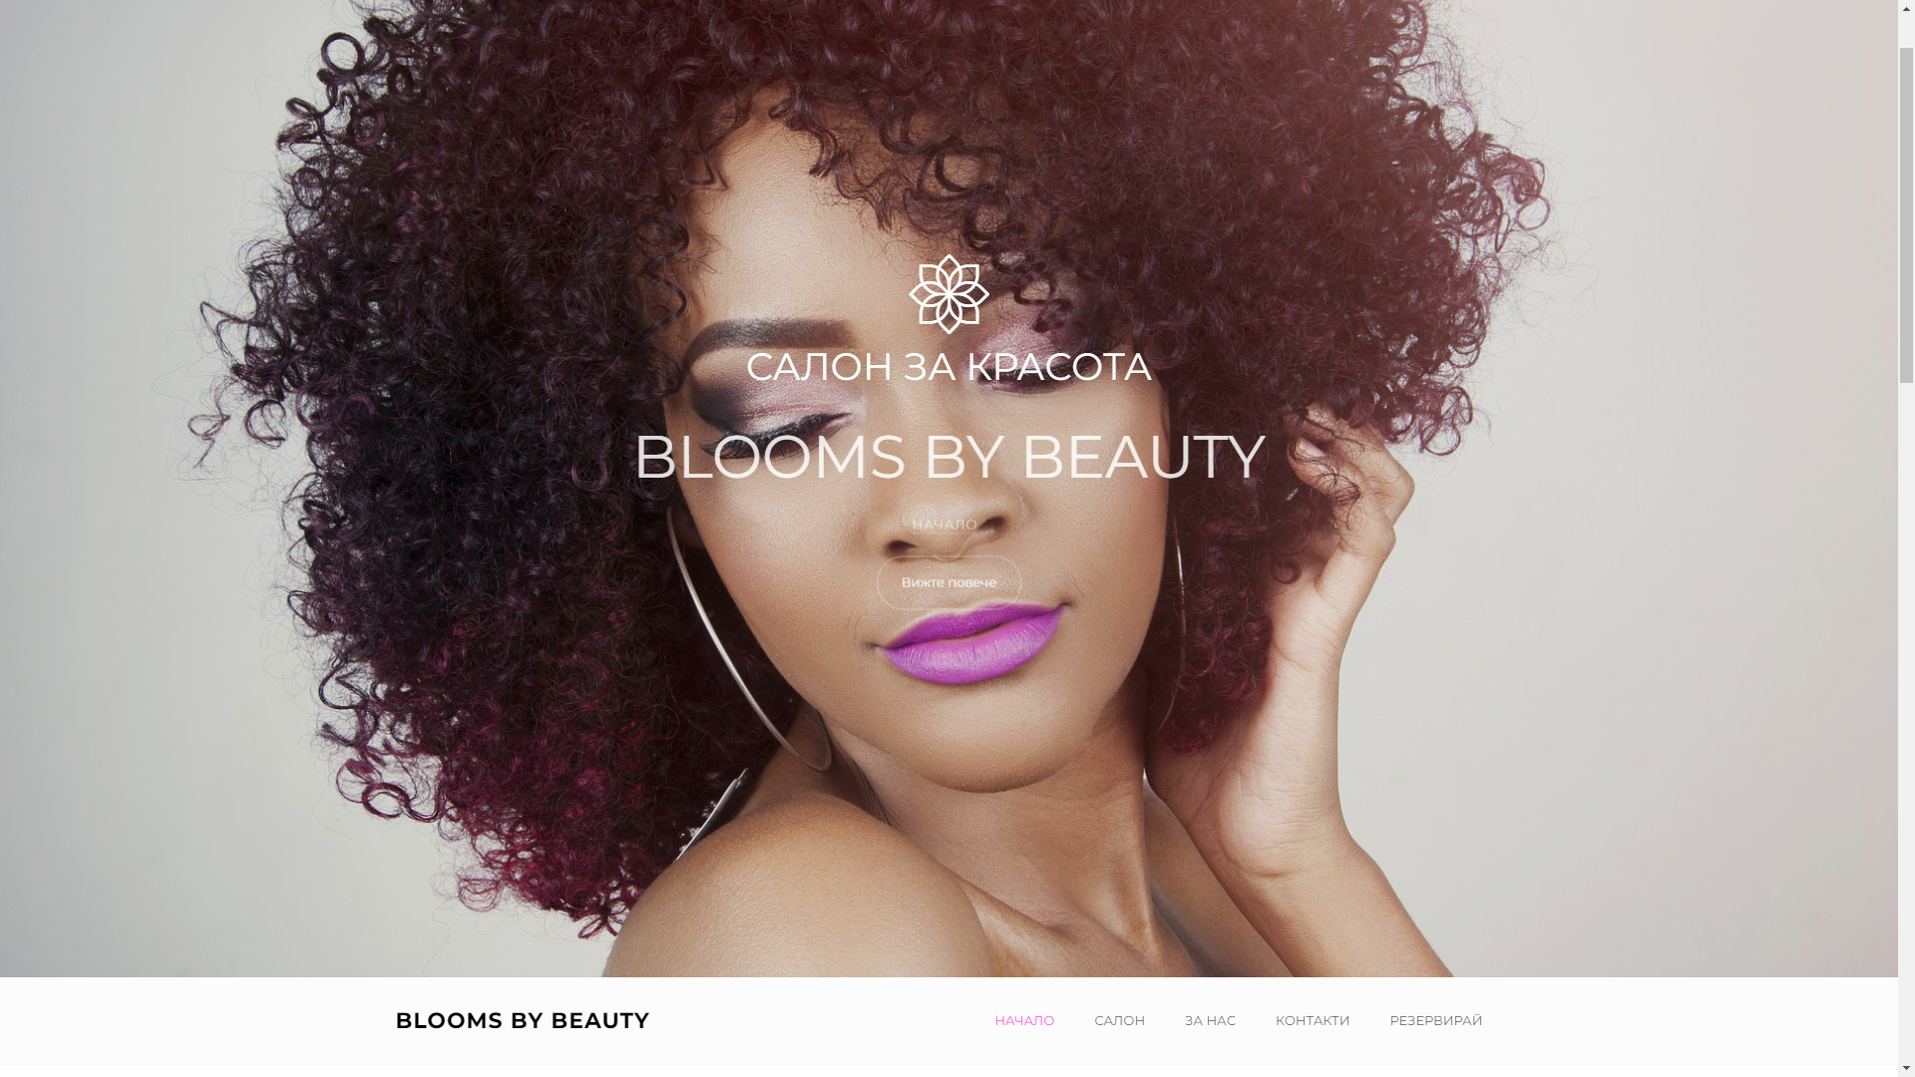 САЛОН ЗА КРАСОТА
BLOOMS BY BEAUTY
НАЧАЛО
Вижте повече
BLOOMS BY BEAUTY
НАЧАЛО САЛОН ЗА НАС КОНТАКТИ РЕЗЕРВИРАЙ